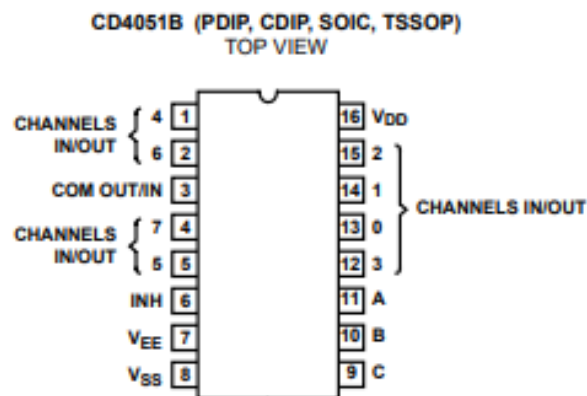 CD4051B (PDIP, CDIP, SOIC, TSSOP)
TOP VIEW
CHANNELS IN/OUT
4 1
6 2
COM OUT/IN 3
CHANNELS IN/OUT
7 4
5 5
INH 6
VEE 7
VSS 8
16 VDD
15 2
14 1
13 0
12 3
CHANNELS IN/OUT
11 A
10 B
9 C